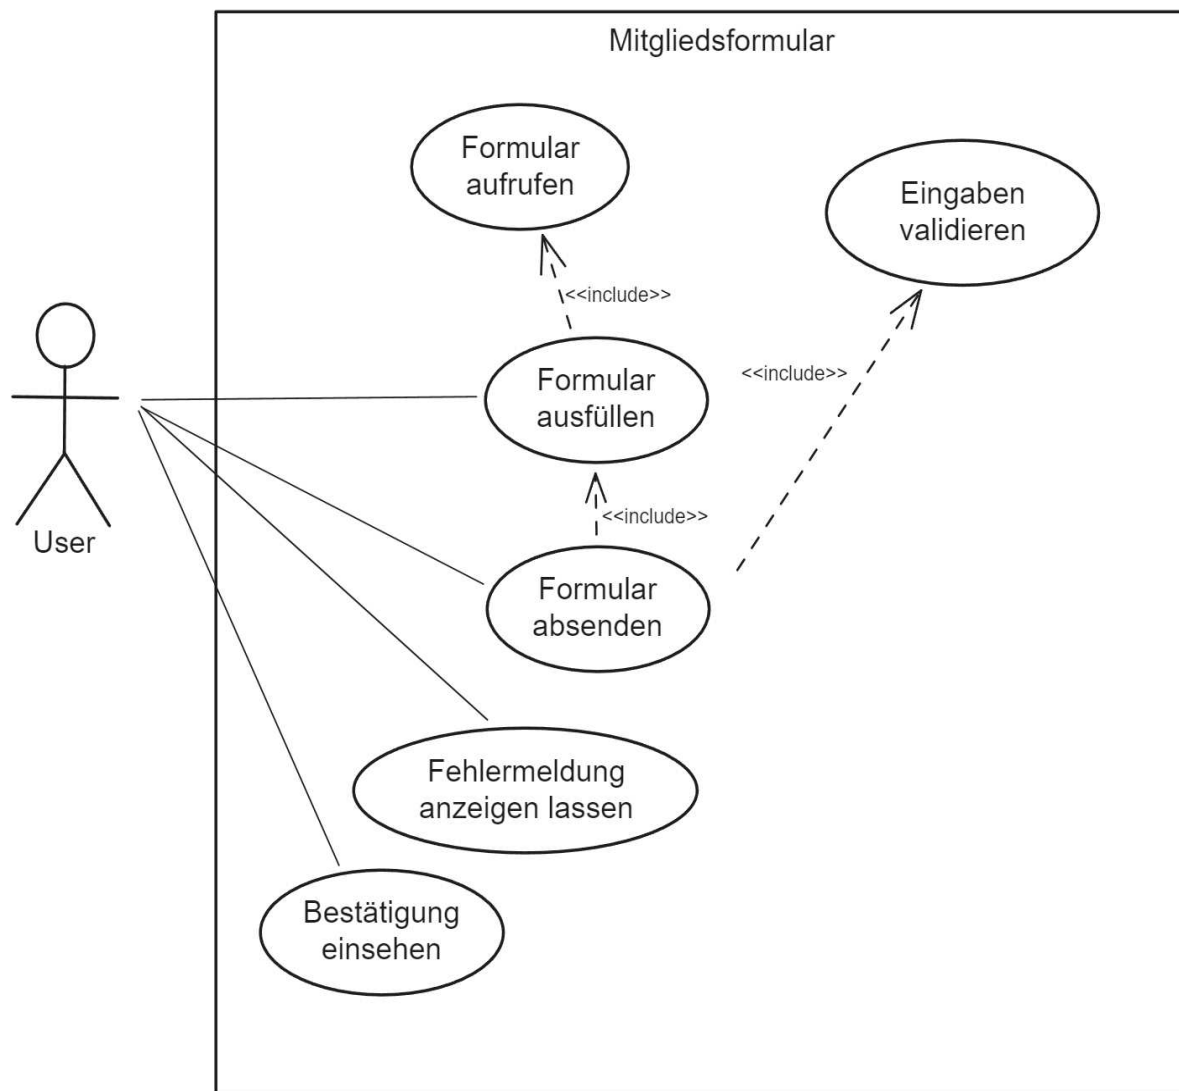 Mitgliedsformular
Formular
aufrufen
Eingaben
validieren
<<include>>
Formular
ausfüllen
<<include>>
<<include>>
User
Formular
absenden
Fehlermeldung
anzeigen lassen
Bestätigung
einsehen